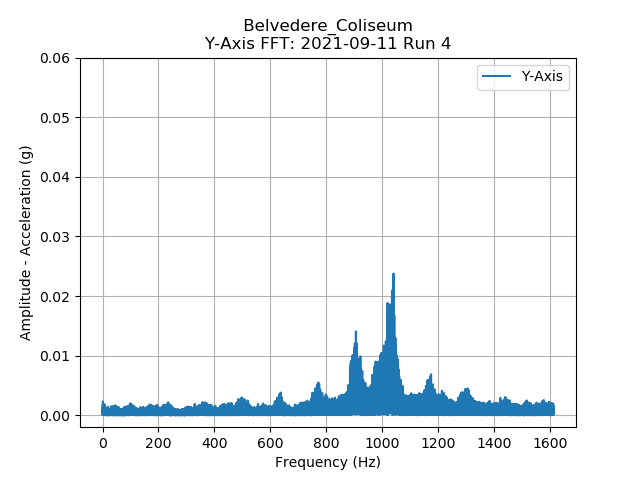 Belvedere_Coliseum
Y-Axis FFT: 2021-09-11 Run 4
Y-Axis
0.06
0.05
0.04
0.03
0.02
0.01
0.00
Amplitude - Acceleration (g)
0 200 400 600 800 1000 1200 1400 1600
Frequency (Hz)